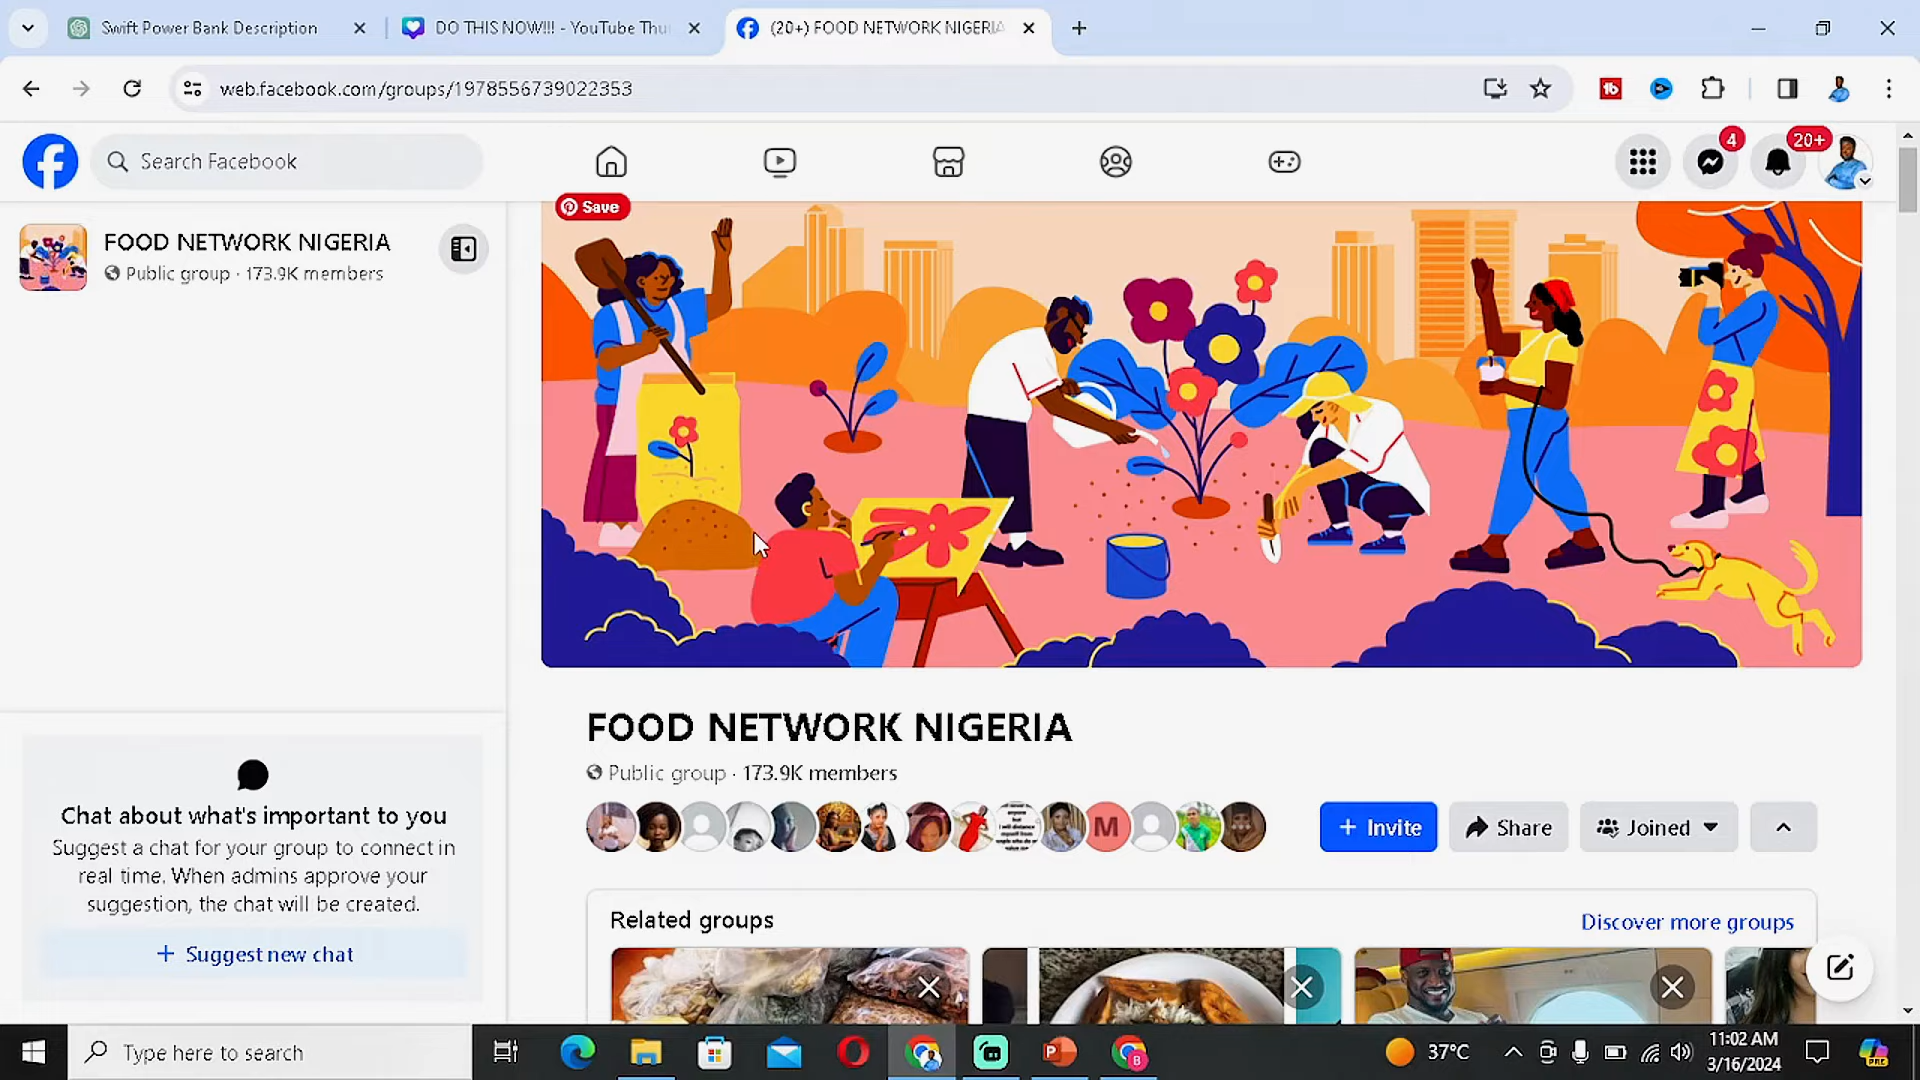 Swift Power Bank Description
DO THIS NOW!!! - YouTube Thu
(20+) FOOD NETWORK NIGERIA
web.facebook.com/groups/1978556739022353
Search Facebook
4
20+
Save
FOOD NETWORK NIGERIA
Public group · 173.9K members
FOOD NETWORK NIGERIA
Public group · 173.9K members
M
+ Invite
Share
Joined
Chat about what's important to you
Suggest a chat for your group to connect in
real time. When admins approve your
suggestion, the chat will be created.
+ Suggest new chat
Related groups
Discover more groups
Type here to search
37°C
11:02 AM
3/16/2024